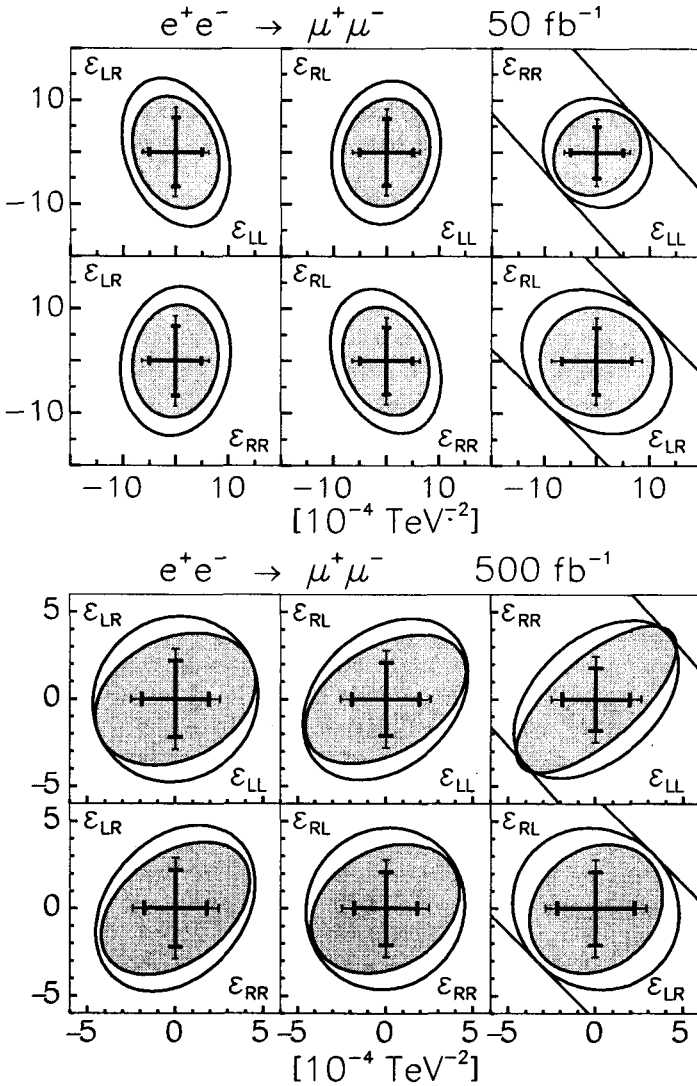 e⁺e⁻ → μ⁺μ⁻ 50 fb⁻¹
ε_LR ε_RL ε_RR
10
-10
ε_LL ε_LL ε_LL
ε_LR ε_RL ε_RL
10
-10
ε_RR ε_RR ε_LR
-10 0 10 -10 0 10 -10 0 10
[10⁻⁴ TeV⁻²]
e⁺e⁻ → μ⁺μ⁻ 500 fb⁻¹
5 ε_LR ε_RL ε_RR
0
-5 ε_LL ε_LL ε_LL
5 ε_LR ε_RL ε_RL
0
-5 ε_RR ε_RR ε_LR
-5 0 5 0 5 0 5
[10⁻⁴ TeV⁻²]